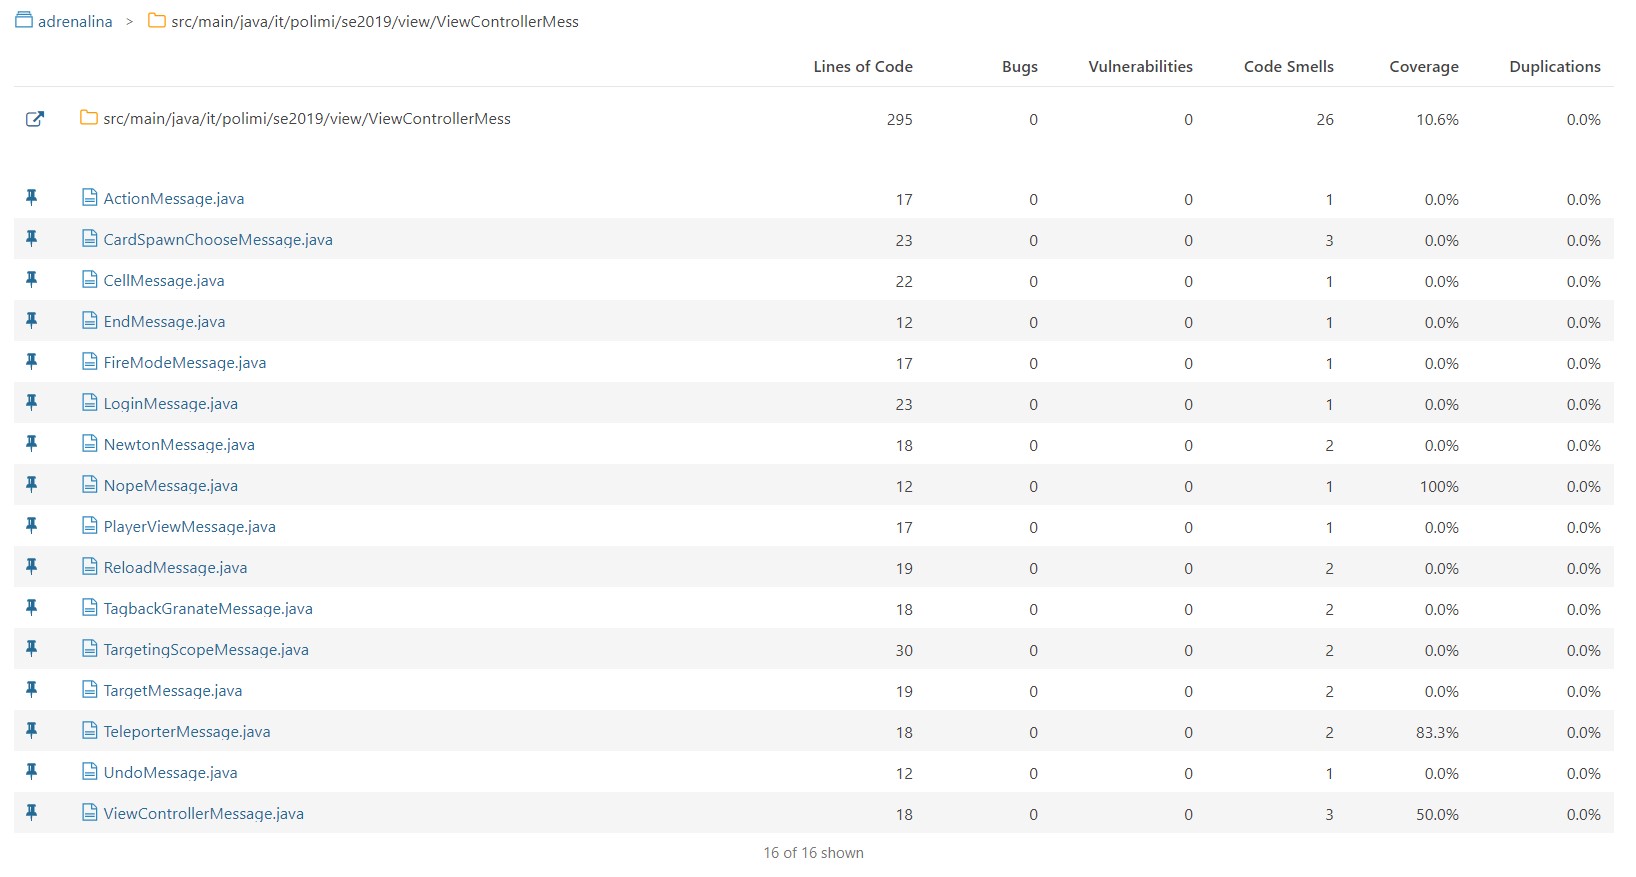 adrenalina > src/main/java/it/polimi/se2019/view/ViewControllerMess
Lines of Code Bugs Vulnerabilities Code Smells Coverage Duplications
src/main/java/it/polimi/se2019/view/ViewControllerMess 295 0 0 26 10.6% 0.0%
ActionMessage.java 17 0 0 1 0.0% 0.0%
CardSpawnChooseMessage.java 23 0 0 3 0.0% 0.0%
CellMessage.java 22 0 0 1 0.0% 0.0%
EndMessage.java 12 0 0 1 0.0% 0.0%
FireModeMessage.java 17 0 0 1 0.0% 0.0%
LoginMessage.java 23 0 0 1 0.0% 0.0%
NewtonMessage.java 18 0 0 2 0.0% 0.0%
NopeMessage.java 12 0 0 1 100% 0.0%
PlayerViewMessage.java 17 0 0 1 0.0% 0.0%
ReloadMessage.java 19 0 0 2 0.0% 0.0%
TagbackGranateMessage.java 18 0 0 2 0.0% 0.0%
TargetingScopeMessage.java 30 0 0 2 0.0% 0.0%
TargetMessage.java 19 0 0 2 0.0% 0.0%
TeleporterMessage.java 18 0 0 2 83.3% 0.0%
UndoMessage.java 12 0 0 1 0.0% 0.0%
ViewControllerMessage.java 18 0 0 3 50.0% 0.0%
16 of 16 shown